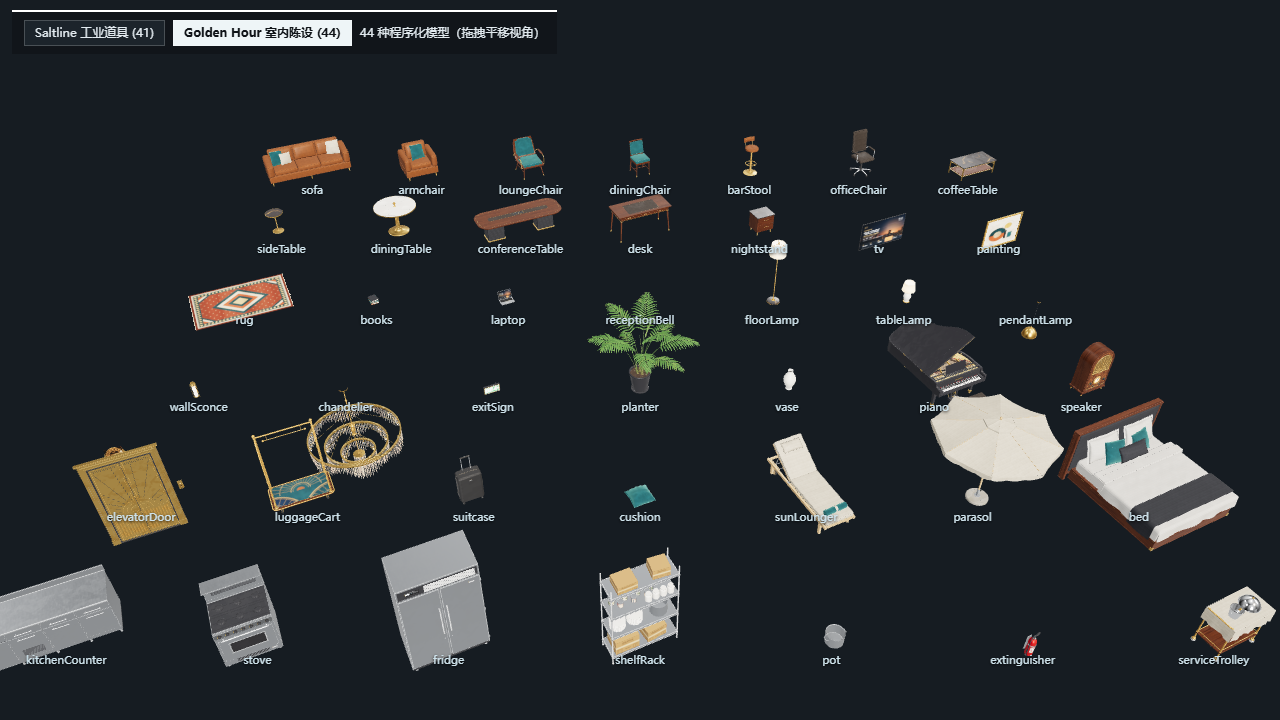 Saltline 工业道具 (41)
Golden Hour 室内陈设 (44)
44 种程序化模型（拖拽平移视角）
sofa
armchair
loungeChair
diningChair
barStool
officeChair
coffeeTable
sideTable
diningTable
conferenceTable
desk
nightstand
tv
painting
rug
books
laptop
receptionBell
floorLamp
tableLamp
pendantLamp
wallSconce
chandelier
exitSign
planter
vase
piano
speaker
elevatorDoor
luggageCart
suitcase
cushion
sunLounger
parasol
bed
kitchenCounter
stove
fridge
shelfRack
pot
extinguisher
serviceTrolley